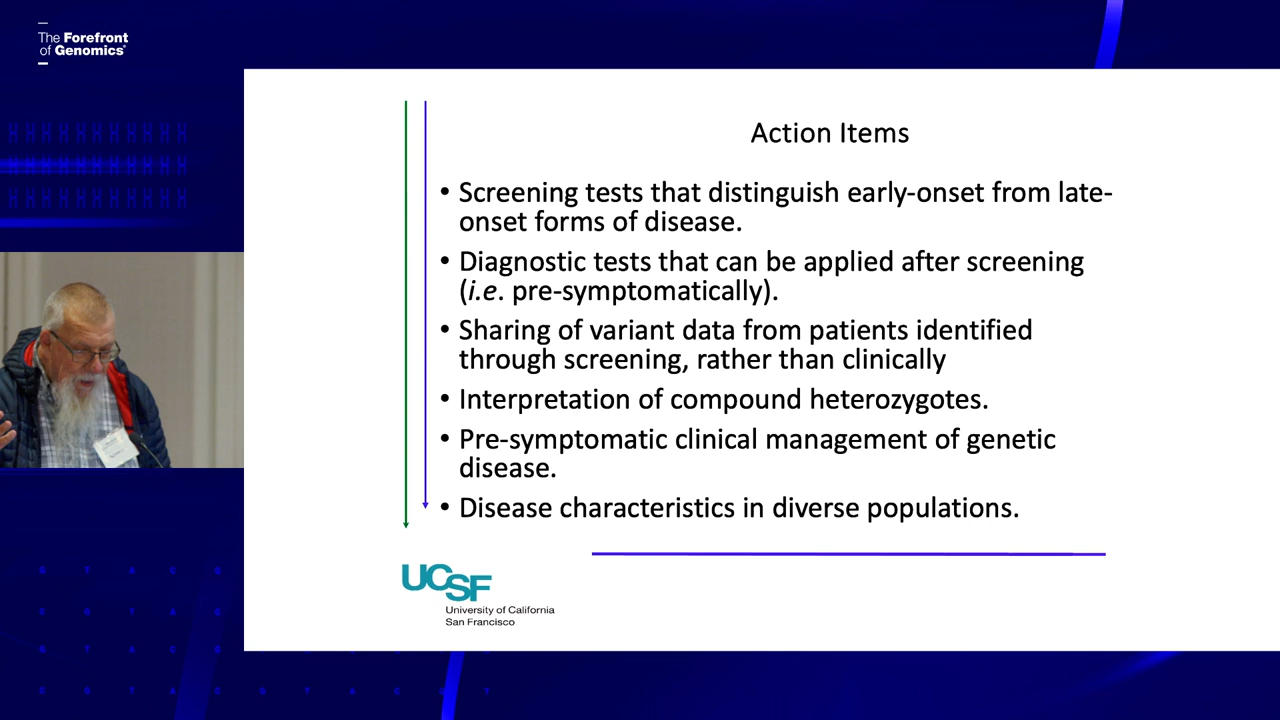 The Forefront
of Genomics
Action Items
• Screening tests that distinguish early-onset from late-
onset forms of disease.
• Diagnostic tests that can be applied after screening
(i.e. pre-symptomatically).
• Sharing of variant data from patients identified
through screening, rather than clinically
• Interpretation of compound heterozygotes.
• Pre-symptomatic clinical management of genetic
disease.
• Disease characteristics in diverse populations.
UCSF
University of California
San Francisco